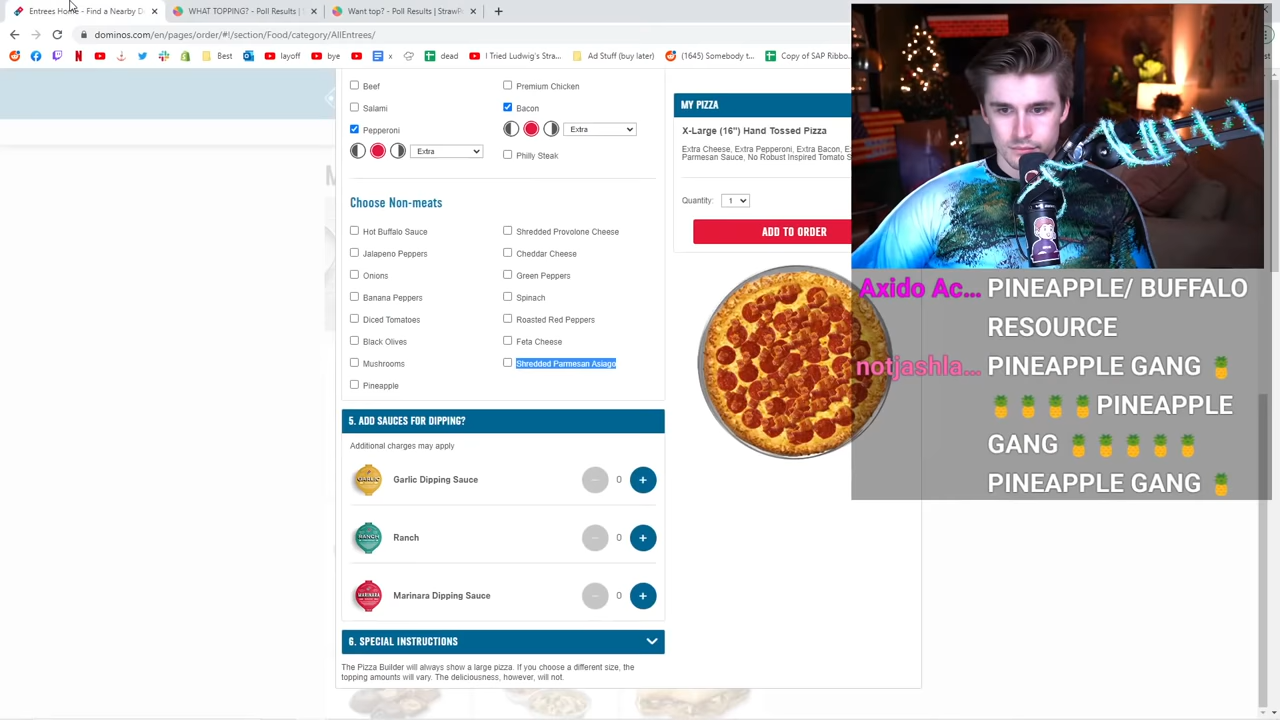 Entrees Home - Find a Nearby D
WHAT TOPPING? - Poll Results | S
Want top? - Poll Results | StrawP
dominos.com/en/pages/order/#!/section/Food/category/AllEntrees/
Best
layoff
bye
x
dead
I Tried Ludwig's Stra...
Ad Stuff (buy later)
(1645) Somebody t...
Copy of SAP Ribbo...
Beef
Premium Chicken
Salami
Bacon
Extra
Pepperoni
Extra
Philly Steak
Choose Non-meats
Hot Buffalo Sauce
Shredded Provolone Cheese
Jalapeno Peppers
Cheddar Cheese
Onions
Green Peppers
Banana Peppers
Spinach
Diced Tomatoes
Roasted Red Peppers
Black Olives
Feta Cheese
Mushrooms
Shredded Parmesan Asiago
Pineapple
5. ADD SAUCES FOR DIPPING?
Additional charges may apply
Garlic Dipping Sauce
0
Ranch
0
Marinara Dipping Sauce
0
6. SPECIAL INSTRUCTIONS
The Pizza Builder will always show a large pizza. If you choose a different size, the
topping amounts will vary. The deliciousness, however, will not.
MY PIZZA
X-Large (16") Hand Tossed Pizza
Extra Cheese, Extra Pepperoni, Extra Bacon, E
Parmesan Sauce, No Robust Inspired Tomato S
Quantity: 1
ADD TO ORDER
Axido Ac... PINEAPPLE/ BUFFALO
RESOURCE
notjashla... PINEAPPLE GANG 🍍
🍍🍍🍍🍍 PINEAPPLE
GANG 🍍🍍🍍🍍🍍
PINEAPPLE GANG 🍍